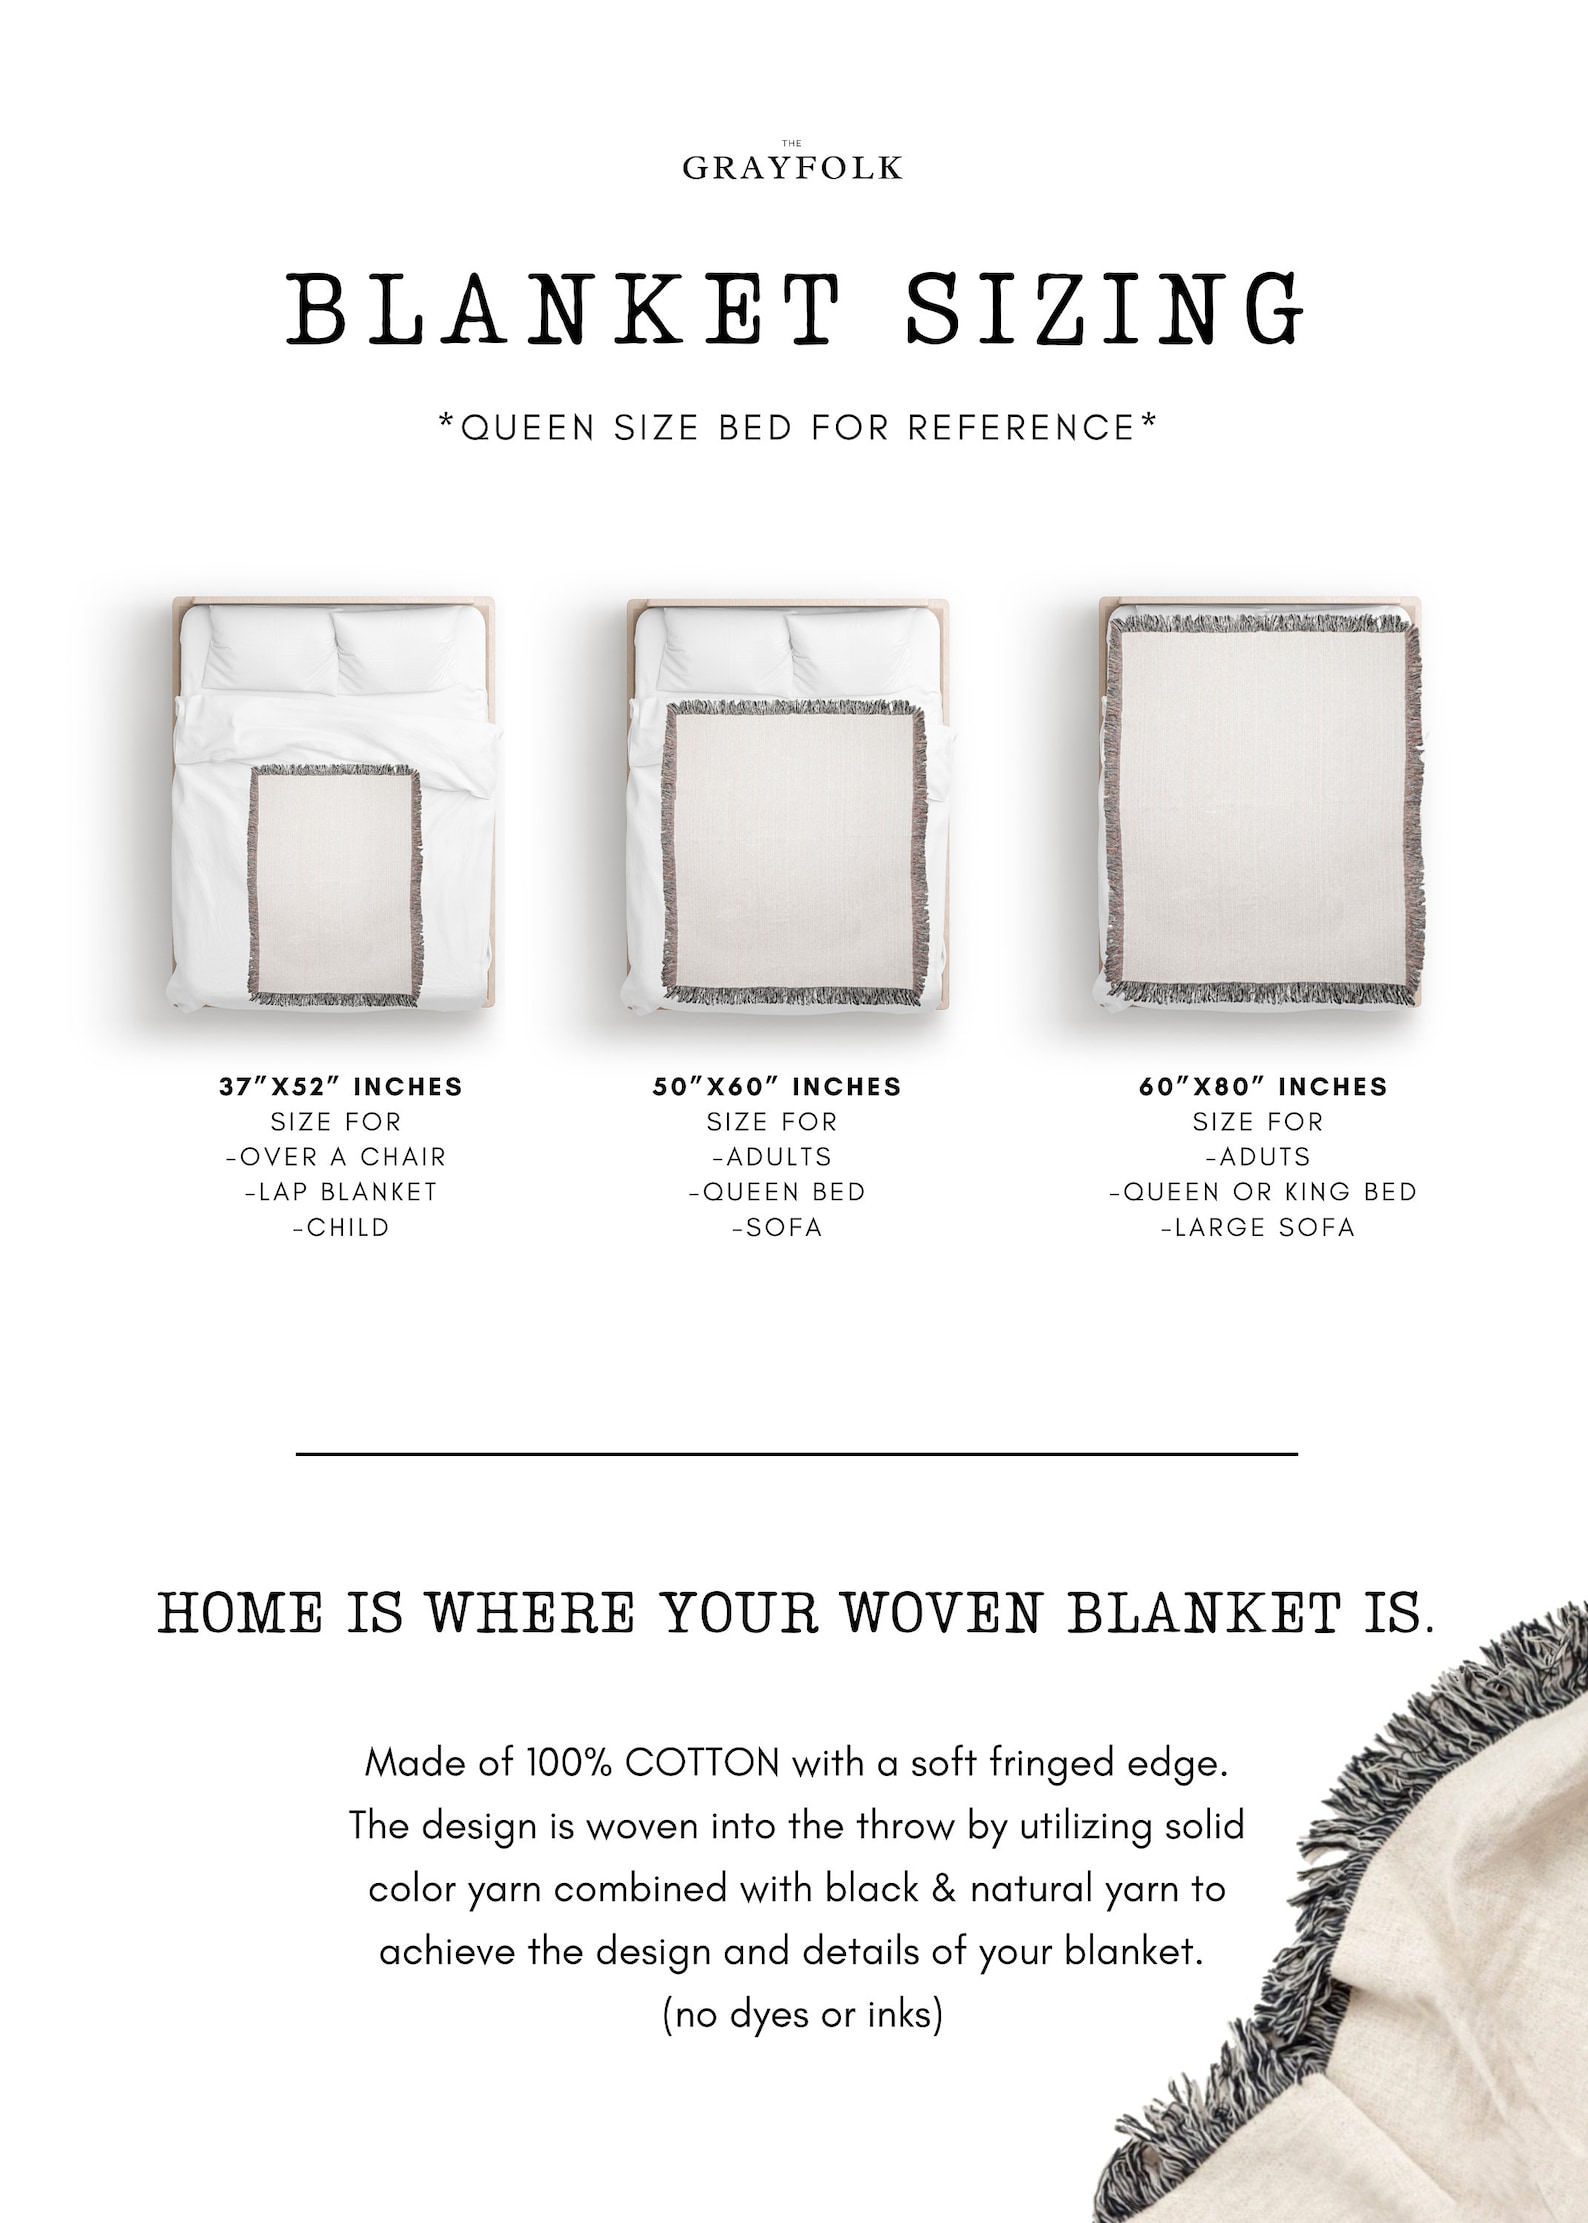 THE
GRAYFOLK
BLANKET SIZING
*QUEEN SIZE BED FOR REFERENCE*
37”X52” INCHES
SIZE FOR
-OVER A CHAIR
-LAP BLANKET
-CHILD
50”X60” INCHES
SIZE FOR
-ADULTS
-QUEEN BED
-SOFA
60”X80” INCHES
SIZE FOR
-ADUTS
-QUEEN OR KING BED
-LARGE SOFA
HOME IS WHERE YOUR WOVEN BLANKET IS.
Made of 100% COTTON with a soft fringed edge.
The design is woven into the throw by utilizing solid
color yarn combined with black & natural yarn to
achieve the design and details of your blanket.
(no dyes or inks)